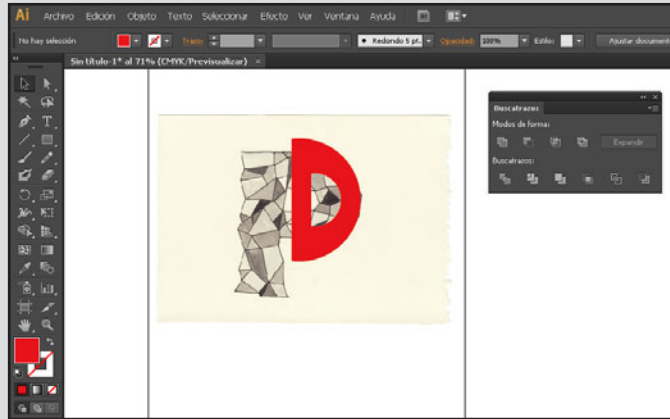 Ai Archivo Edición Objeto Texto Seleccionar Efecto Ver Ventana Ayuda
No hay selección Trazo: Redondo 5 pt. Opacidad: 100% Estilo: Ajustar document
Sin título-1* al 71% (CMYK/Previsualizar) ×
Buscatrazos
Modos de forma:
Expandir
Buscatrazos: